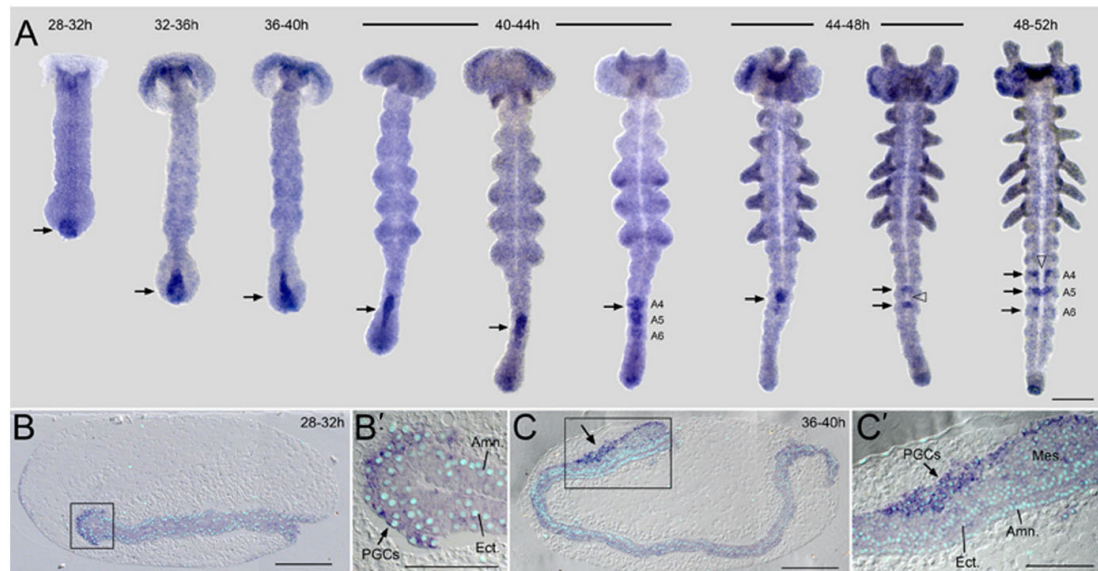 A
28-32h
32-36h
36-40h
40-44h
44-48h
48-52h
A4
A5
A6
A4
A5
A6
B
28-32h
B'
Amn.
PGCs
Ect.
C
36-40h
C'
PGCs
Mes.
Amn.
Ect.